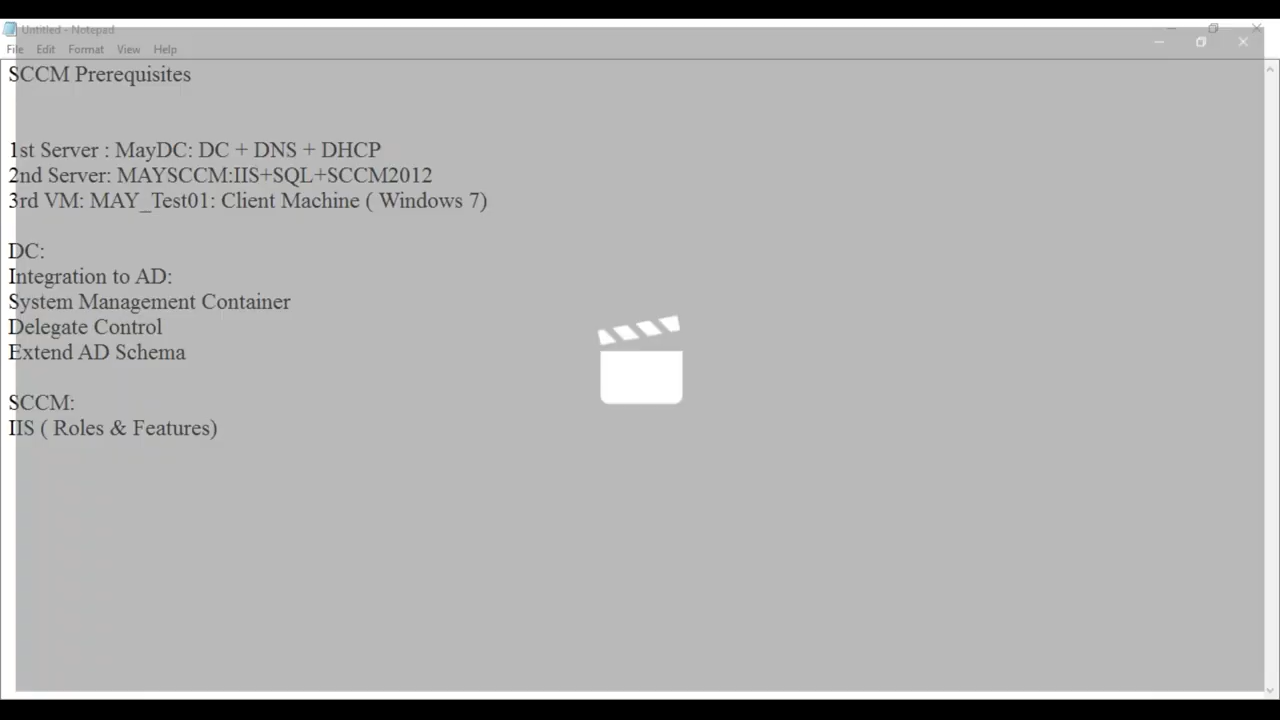 Untitled - Notepad
File Edit Format View Help
SCCM Prerequisites
1st Server : MayDC: DC + DNS + DHCP
2nd Server: MAYSCCM:IIS+SQL+SCCM2012
3rd VM: MAY_Test01: Client Machine ( Windows 7)
DC:
Integration to AD:
System Management Container
Delegate Control
Extend AD Schema
SCCM:
IIS ( Roles & Features)